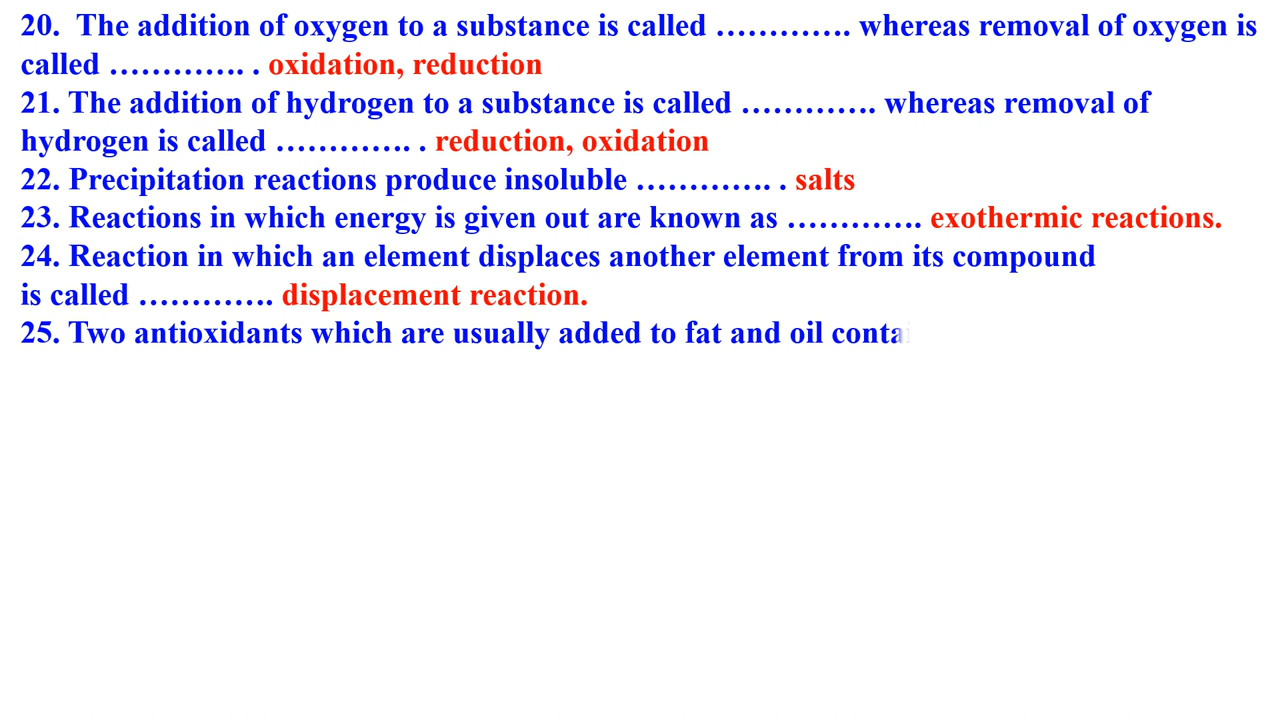 20.  The addition of oxygen to a substance is called …………. whereas removal of oxygen is
called …………. . oxidation, reduction
21. The addition of hydrogen to a substance is called …………. whereas removal of
hydrogen is called …………. . reduction, oxidation
22. Precipitation reactions produce insoluble …………. . salts
23. Reactions in which energy is given out are known as …………. exothermic reactions.
24. Reaction in which an element displaces another element from its compound
is called …………. displacement reaction.
25. Two antioxidants which are usually added to fat and oil